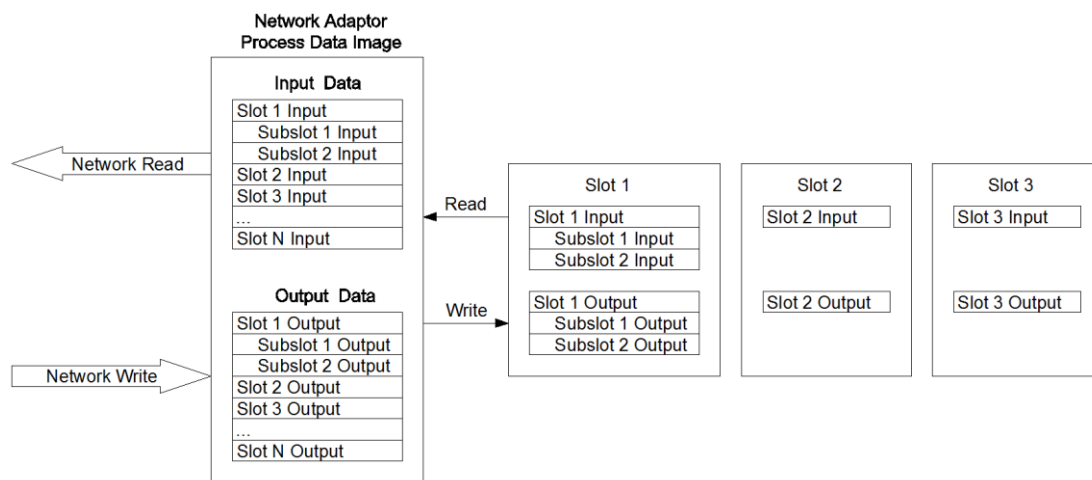 Network Adaptor
Process Data Image
Input Data
Slot 1 Input
Subslot 1 Input
Subslot 2 Input
Slot 2 Input
Slot 3 Input
...
Slot N Input
Network Read
Read
Output Data
Slot 1 Output
Subslot 1 Output
Subslot 2 Output
Slot 2 Output
Slot 3 Output
...
Slot N Output
Network Write
Write
Slot 1
Slot 1 Input
Subslot 1 Input
Subslot 2 Input
Slot 1 Output
Subslot 1 Output
Subslot 2 Output
Slot 2
Slot 2 Input
Slot 2 Output
Slot 3
Slot 3 Input
Slot 3 Output